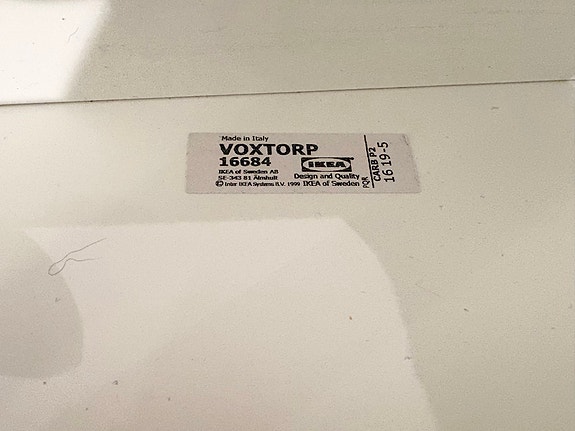 Made in Italy
VOXTORP
16684
IKEA
IKEA of Sweden AB
SE-343 81 Älmhult
Design and Quality
© Inter IKEA Systems B.V. 1999
IKEA of Sweden
PQR
CARB P2
16 19-5